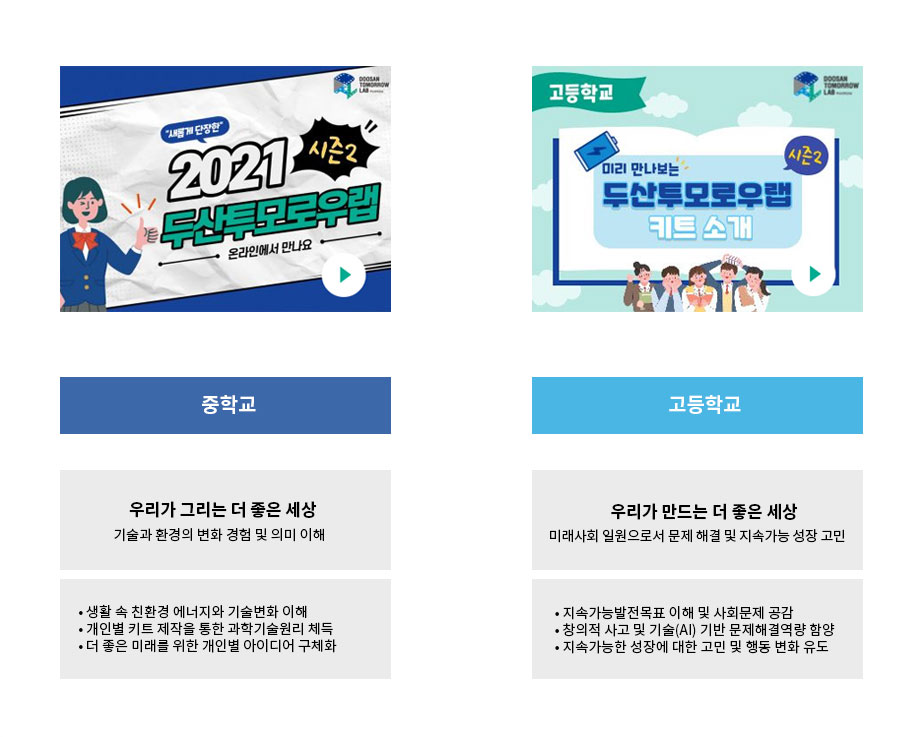 DOOSAN
TOMORROW
LAB
"새롭게 단장한"
2021
시즌2
두산투모로우랩
온라인에서 만나요
고등학교
DOOSAN
TOMORROW
LAB
미리 만나보는
시즌2
두산투모로우랩
키트 소개
중학교
고등학교
우리가 그리는 더 좋은 세상
기술과 환경의 변화 경험 및 의미 이해
우리가 만드는 더 좋은 세상
미래사회 일원으로서 문제 해결 및 지속가능 성장 고민
• 생활 속 친환경 에너지와 기술변화 이해
• 개인별 키트 제작을 통한 과학기술원리 체득
• 더 좋은 미래를 위한 개인별 아이디어 구체화
• 지속가능발전목표 이해 및 사회문제 공감
• 창의적 사고 및 기술(AI) 기반 문제해결역량 함양
• 지속가능한 성장에 대한 고민 및 행동 변화 유도